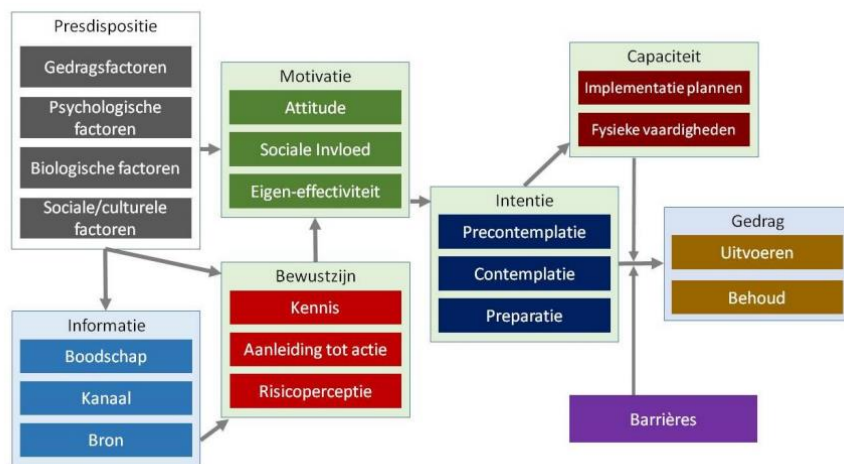 Presdispositie
Gedragsfactoren
Psychologische
factoren
Biologische factoren
Sociale/culturele
factoren
Informatie
Boodschap
Kanaal
Bron
Motivatie
Attitude
Sociale Invloed
Eigen-effectiviteit
Bewustzijn
Kennis
Aanleiding tot actie
Risicoperceptie
Intentie
Precontemplatie
Contemplatie
Preparatie
Capaciteit
Implementatie plannen
Fysieke vaardigheden
Gedrag
Uitvoeren
Behoud
Barrières